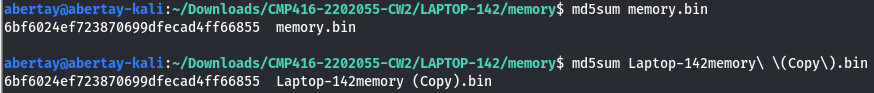 abertay@abertay-kali:~/Downloads/CMP416-2202055-CW2/LAPTOP-142/memory$ md5sum memory.bin
6bf6024ef723870699dfecad4ff66855  memory.bin
abertay@abertay-kali:~/Downloads/CMP416-2202055-CW2/LAPTOP-142/memory$ md5sum Laptop-142memory\ \(Copy\).bin
6bf6024ef723870699dfecad4ff66855  Laptop-142memory (Copy).bin